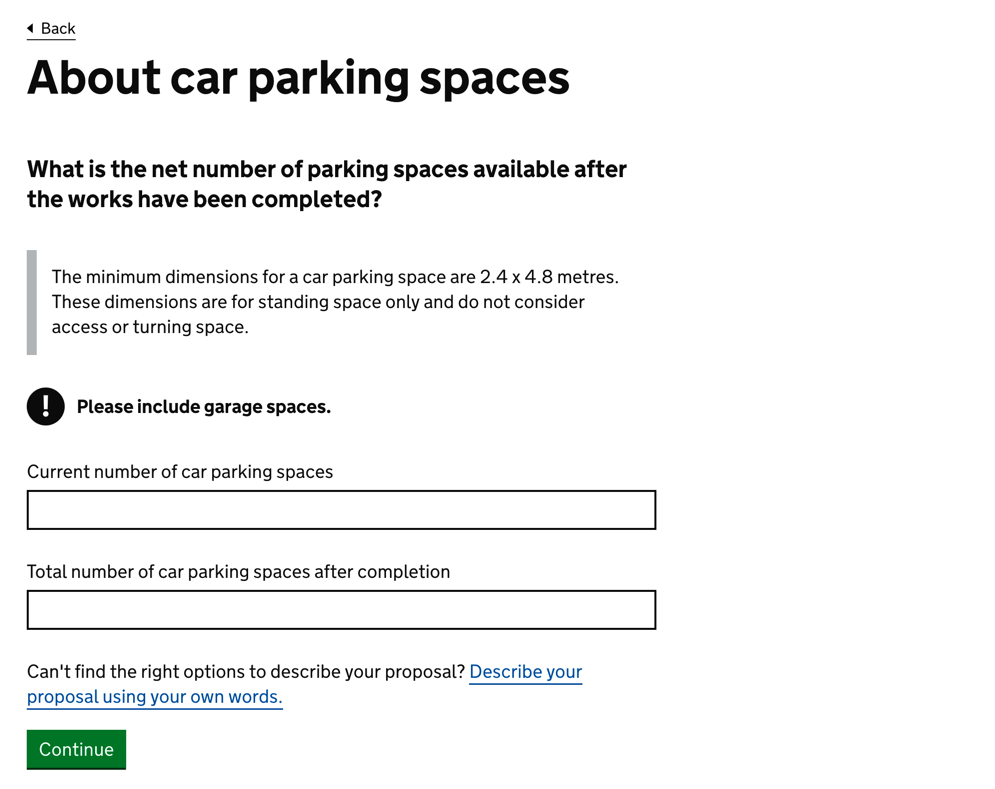 Back
About car parking spaces
What is the net number of parking spaces available after
the works have been completed?
The minimum dimensions for a car parking space are 2.4 x 4.8 metres.
These dimensions are for standing space only and do not consider
access or turning space.
! Please include garage spaces.
Current number of car parking spaces
Total number of car parking spaces after completion
Can't find the right options to describe your proposal? Describe your
proposal using your own words.
Continue